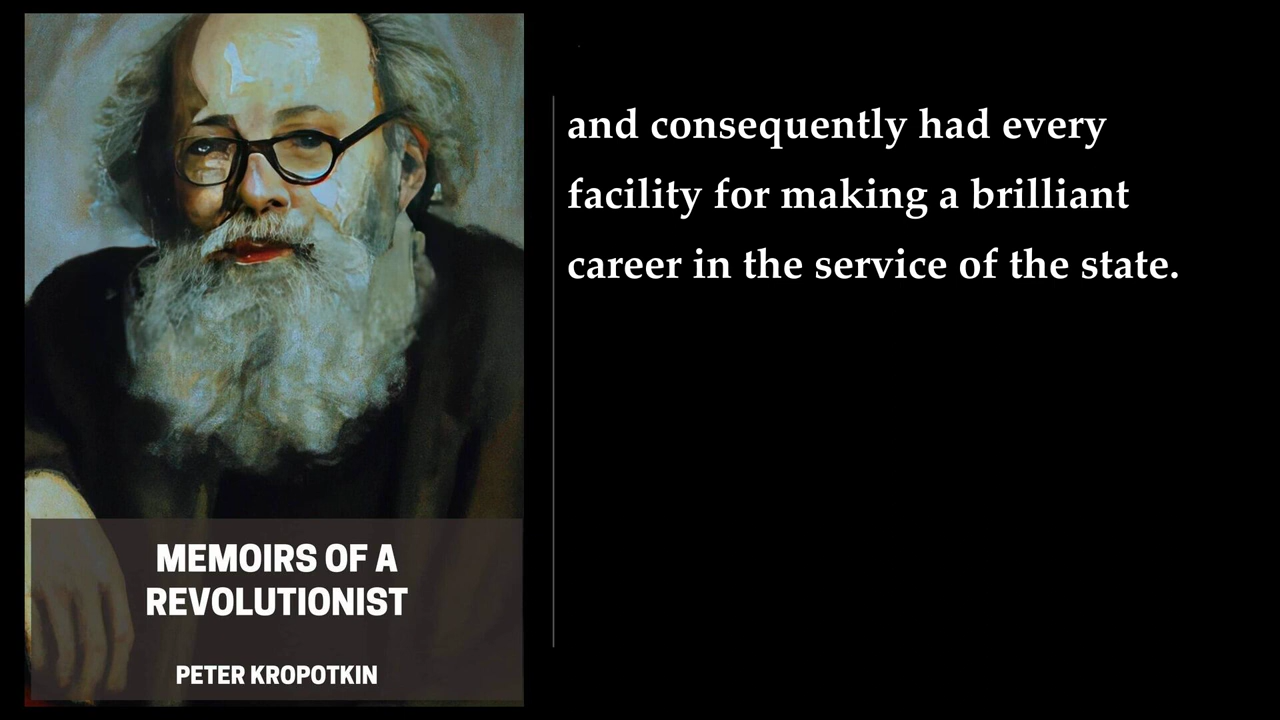 and consequently had every
facility for making a brilliant
career in the service of the state.
MEMOIRS OF A
REVOLUTIONIST
PETER KROPOTKIN